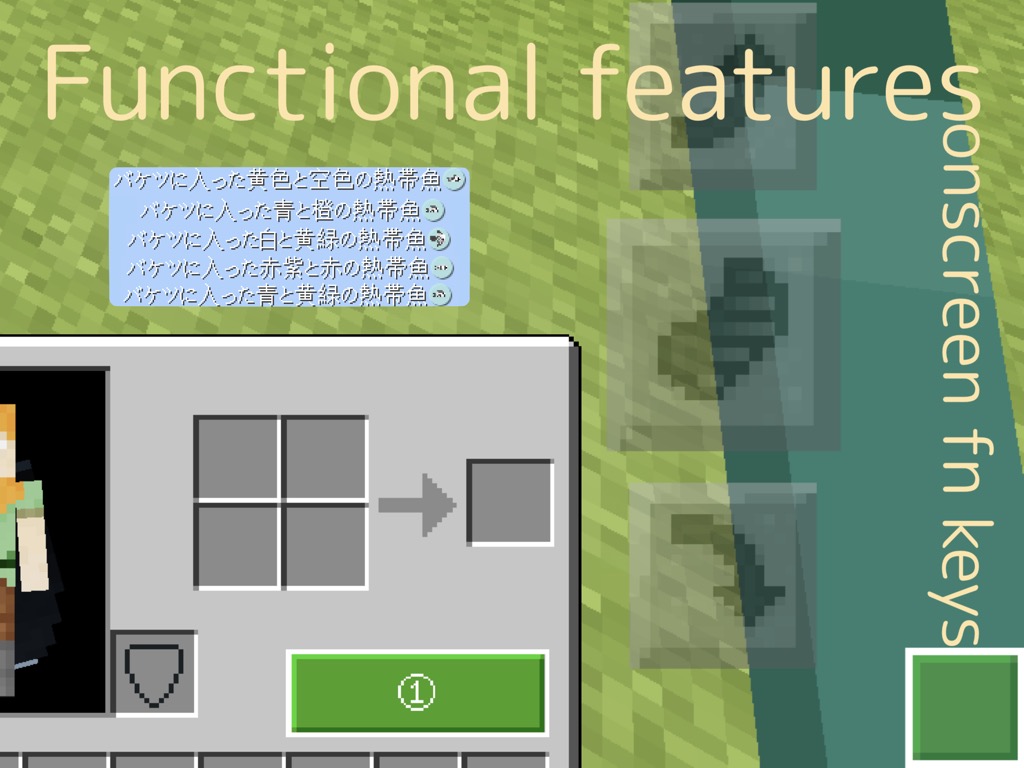 Functional features
onscreen fn keys
バケツに入った黄色と空色の熱帯魚
バケツに入った青と橙の熱帯魚
バケツに入った白と黄緑の熱帯魚
バケツに入った赤紫と赤の熱帯魚
バケツに入った青と黄緑の熱帯魚
①